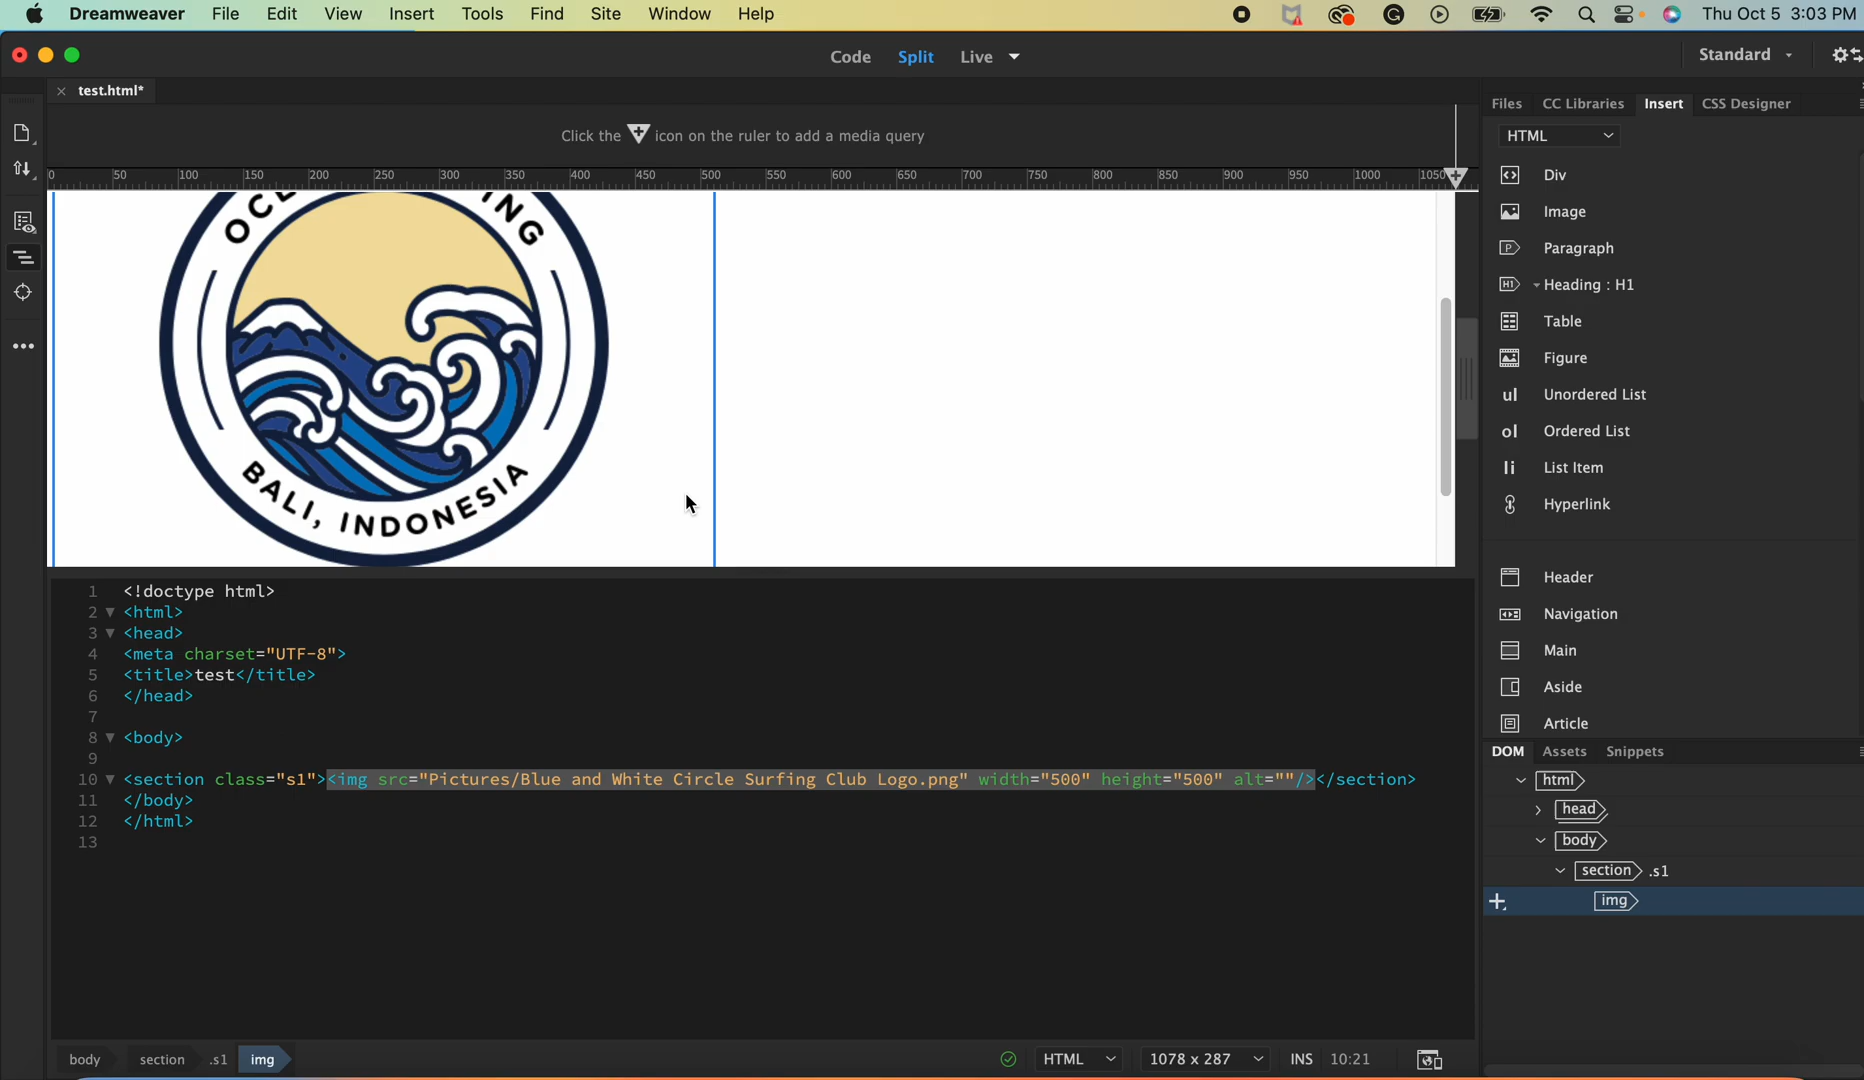 Dreamweaver File Edit View Insert Tools Find Site Window Help Thu Oct 5 3:03 PM
Code Split Live Standard
test.html*
Files CC Libraries Insert CSS Designer
Click the icon on the ruler to add a media query
HTML
0 50 100 150 200 250 300 350 400 450 500 550 600 650 700 750 800 850 900 950 1000 1050
Div
Image
Paragraph
H1 Heading : H1
Table
Figure
ul Unordered List
ol Ordered List
li List Item
Hyperlink
Header
Navigation
Main
Aside
Article
BALI, INDONESIA
1 <!doctype html>
2 <html>
3 <head>
4 <meta charset="UTF-8">
5 <title>test</title>
6 </head>
7
8 <body>
9
10 <section class="s1"><img src="Pictures/Blue and White Circle Surfing Club Logo.png" width="500" height="500" alt=""/></section>
11 </body>
12 </html>
13
DOM Assets Snippets
html
head
body
section .s1
img
body section .s1 img HTML 1078 x 287 INS 10:21